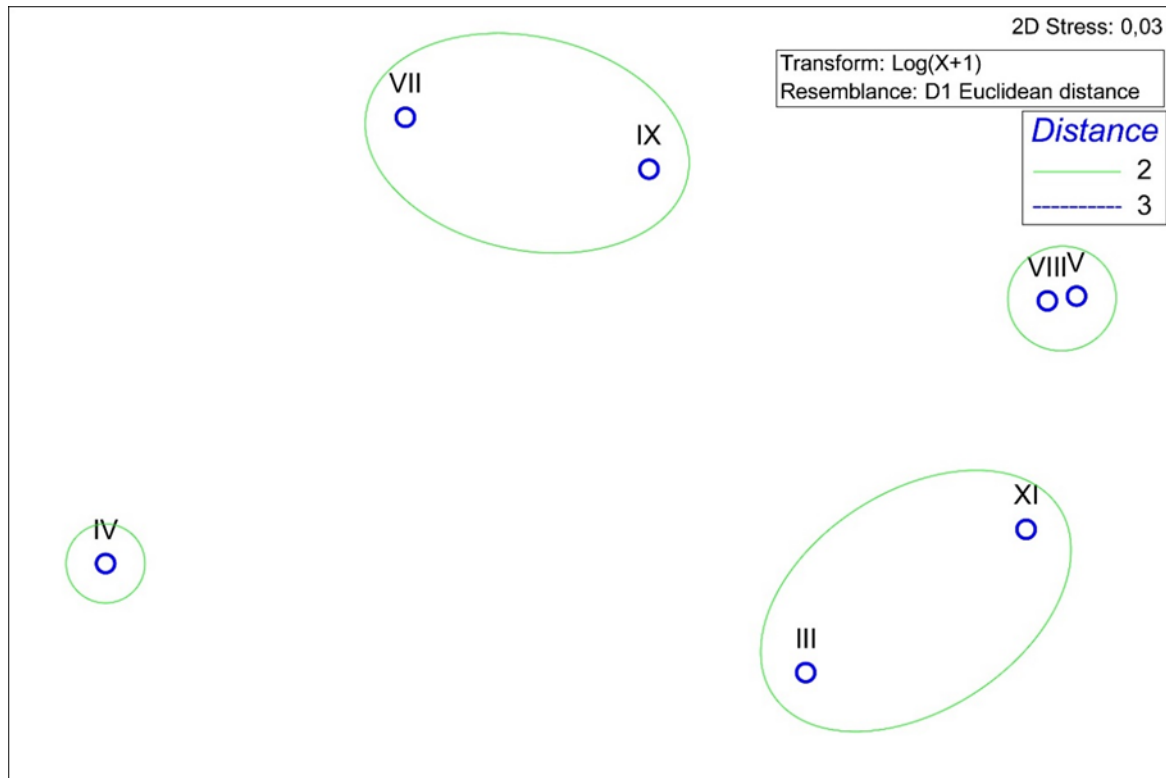 2D Stress: 0,03
Transform: Log(X+1)
Resemblance: D1 Euclidean distance
Distance
2
3
VII
IX
VIII
V
IV
XI
III